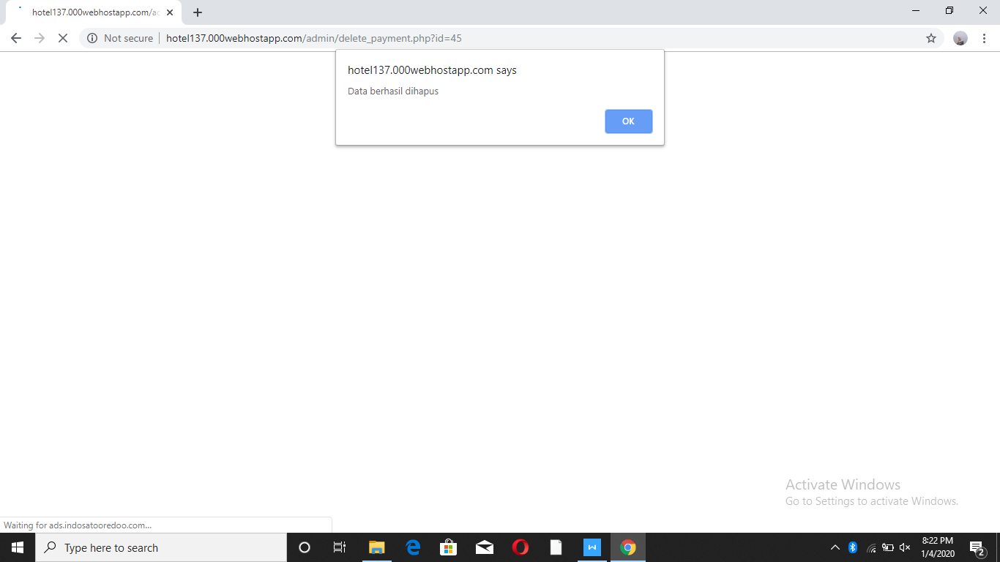 hotel137.000webhostapp.com/ac
Not secure
hotel137.000webhostapp.com/admin/delete_payment.php?id=45
hotel137.000webhostapp.com says
Data berhasil dihapus
OK
Activate Windows
Go to Settings to activate Windows.
Waiting for ads.indosatooredoo.com...
Type here to search
8:22 PM
1/4/2020
2